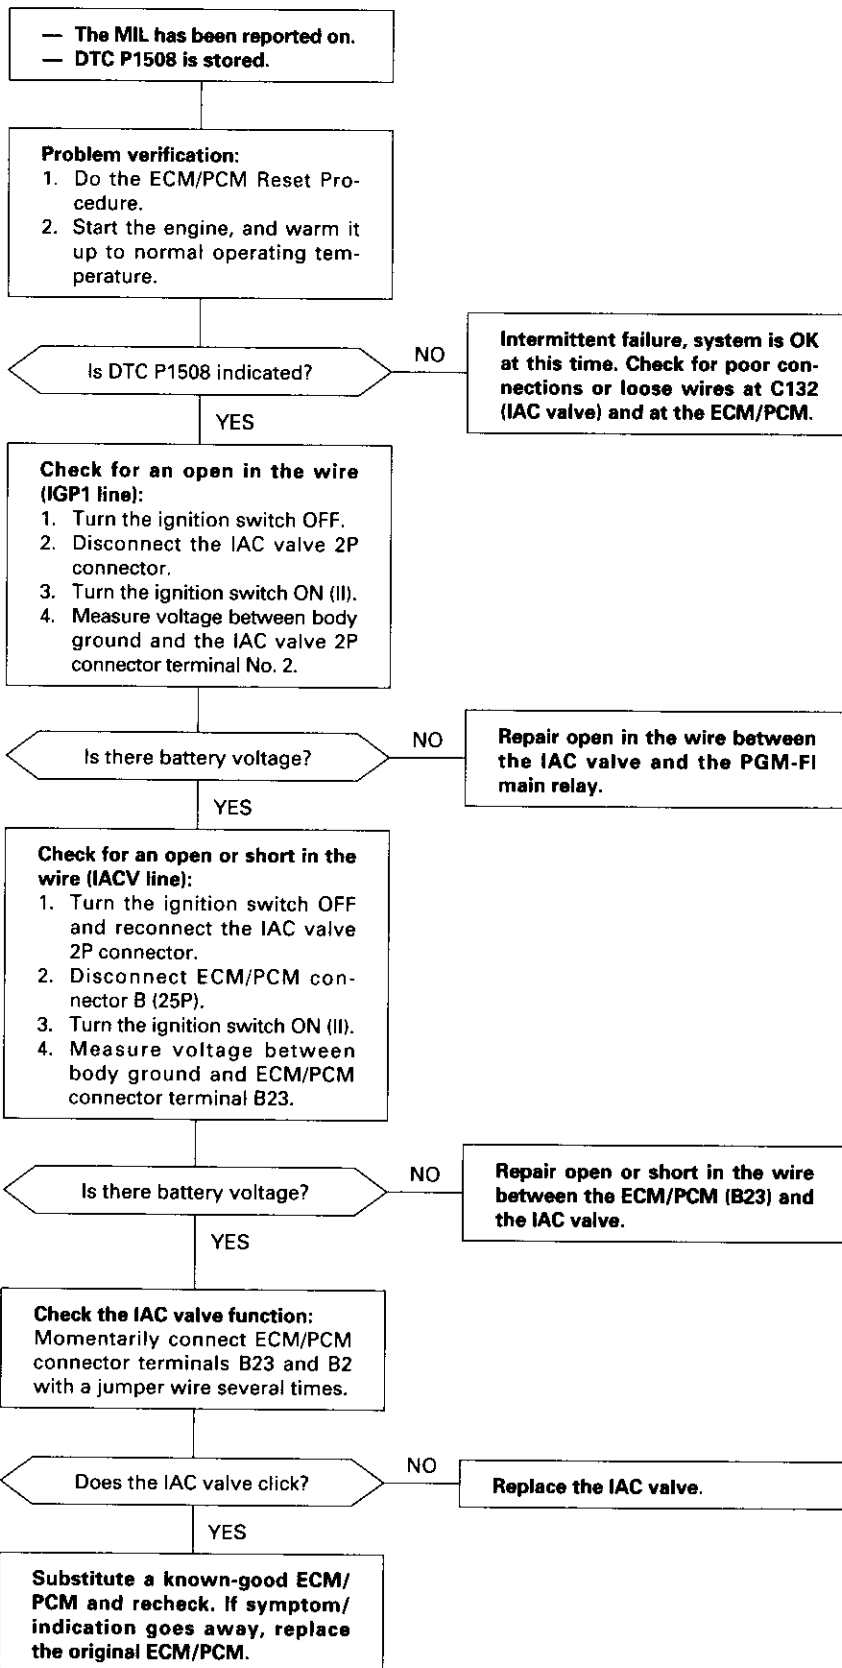 — The MIL has been reported on.
— DTC P1508 is stored.
Problem verification:
1. Do the ECM/PCM Reset Pro-
cedure.
2. Start the engine, and warm it
up to normal operating tem-
perature.
Is DTC P1508 indicated?
NO
Intermittent failure, system is OK
at this time. Check for poor con-
nections or loose wires at C132
(IAC valve) and at the ECM/PCM.
YES
Check for an open in the wire
(IGP1 line):
1. Turn the ignition switch OFF.
2. Disconnect the IAC valve 2P
connector.
3. Turn the ignition switch ON (II).
4. Measure voltage between body
ground and the IAC valve 2P
connector terminal No. 2.
Is there battery voltage?
NO
Repair open in the wire between
the IAC valve and the PGM-FI
main relay.
YES
Check for an open or short in the
wire (IACV line):
1. Turn the ignition switch OFF
and reconnect the IAC valve
2P connector.
2. Disconnect ECM/PCM con-
nector B (25P).
3. Turn the ignition switch ON (II).
4. Measure voltage between
body ground and ECM/PCM
connector terminal B23.
Is there battery voltage?
NO
Repair open or short in the wire
between the ECM/PCM (B23) and
the IAC valve.
YES
Check the IAC valve function:
Momentarily connect ECM/PCM
connector terminals B23 and B2
with a jumper wire several times.
Does the IAC valve click?
NO
Replace the IAC valve.
YES
Substitute a known-good ECM/
PCM and recheck. If symptom/
indication goes away, replace
the original ECM/PCM.